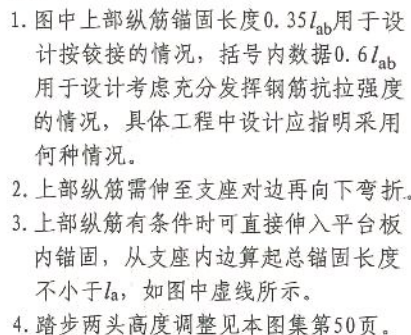 1. 图中上部纵筋锚固长度0.35lab用于设
计按铰接的情况，括号内数据0.6lab
用于设计考虑充分发挥钢筋抗拉强度
的情况，具体工程中设计应指明采用
何种情况。
2. 上部纵筋需伸至支座对边再向下弯折。
3. 上部纵筋有条件时可直接伸入平台板
内锚固，从支座内边算起总锚固长度
不小于la，如图中虚线所示。
4. 踏步两头高度调整见本图集第50页。